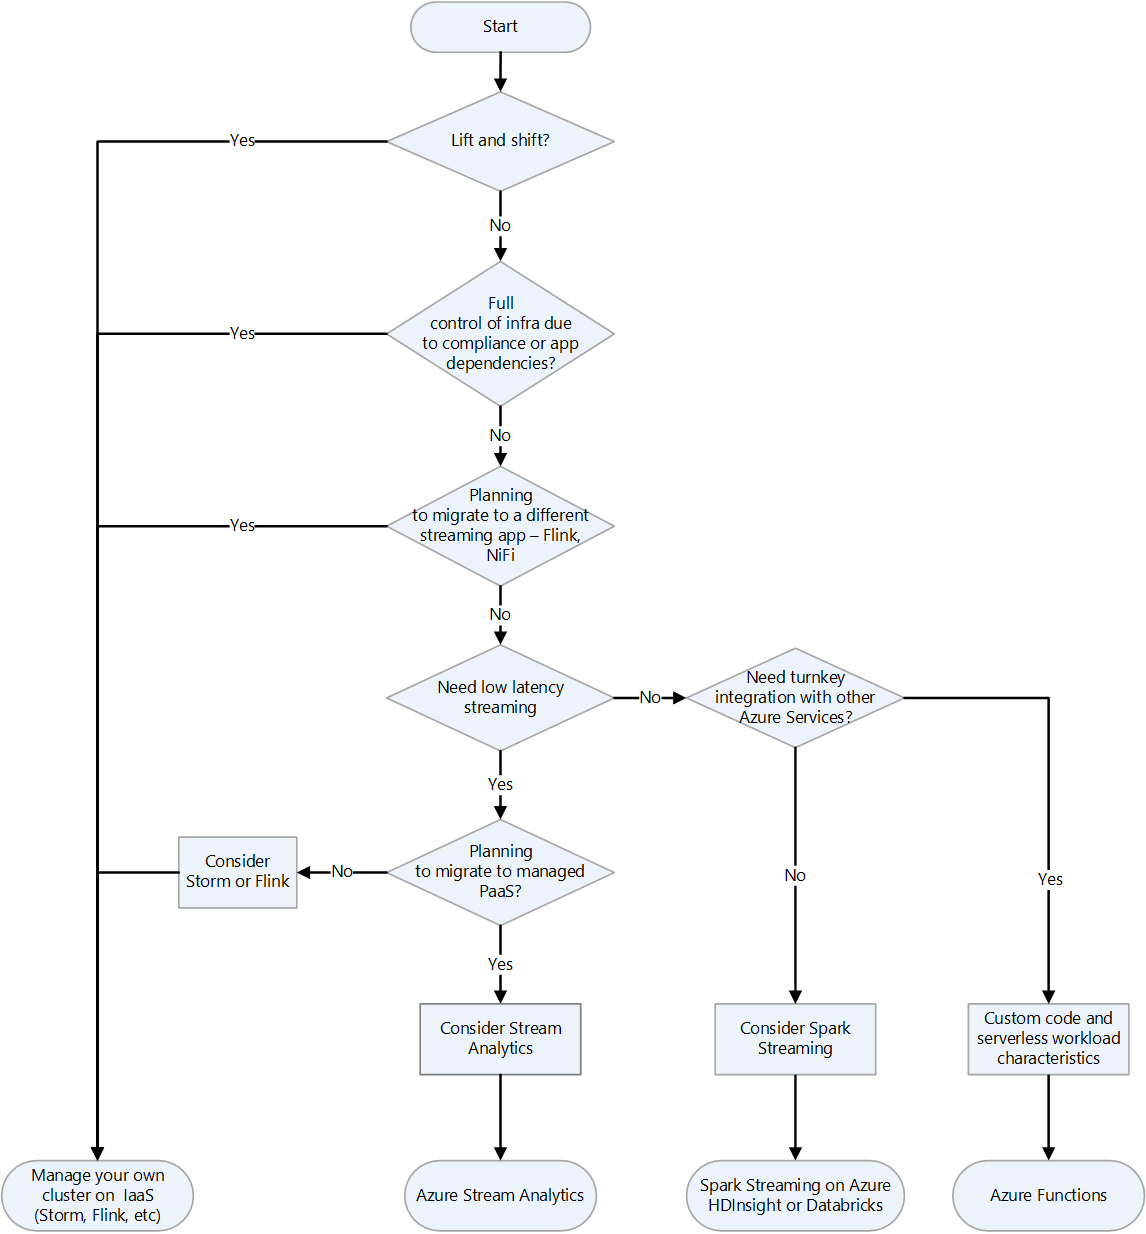 Start
Lift and shift?
Yes
No
Full
control of infra due
to compliance or app
dependencies?
Yes
No
Planning
to migrate to a different
streaming app – Flink,
NiFi
Yes
No
Need low latency
streaming
No
Need turnkey
integration with other
Azure Services?
Yes
Planning
to migrate to managed
PaaS?
No
Consider
Storm or Flink
No
Yes
Yes
Consider Stream
Analytics
Consider Spark
Streaming
Custom code and
serverless workload
characteristics
Manage your own
cluster on IaaS
(Storm, Flink, etc)
Azure Stream Analytics
Spark Streaming on Azure
HDInsight or Databricks
Azure Functions